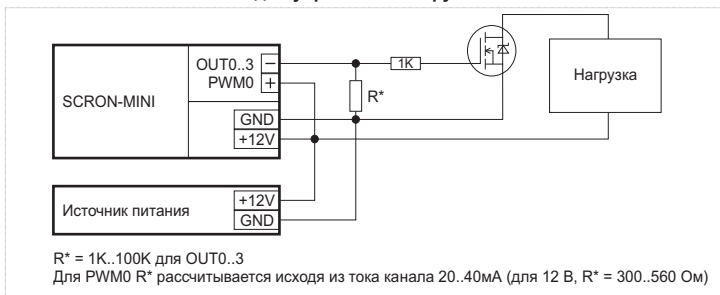 OUT0..3 −
PWM0 +
1K
Нагрузка
SCRON-MINI
R*
GND
+12V
Источник питания
+12V
GND
R* = 1K..100K для OUT0..3
Для PWM0 R* рассчитывается исходя из тока канала 20..40мА (для 12 В, R* = 300..560 Ом)